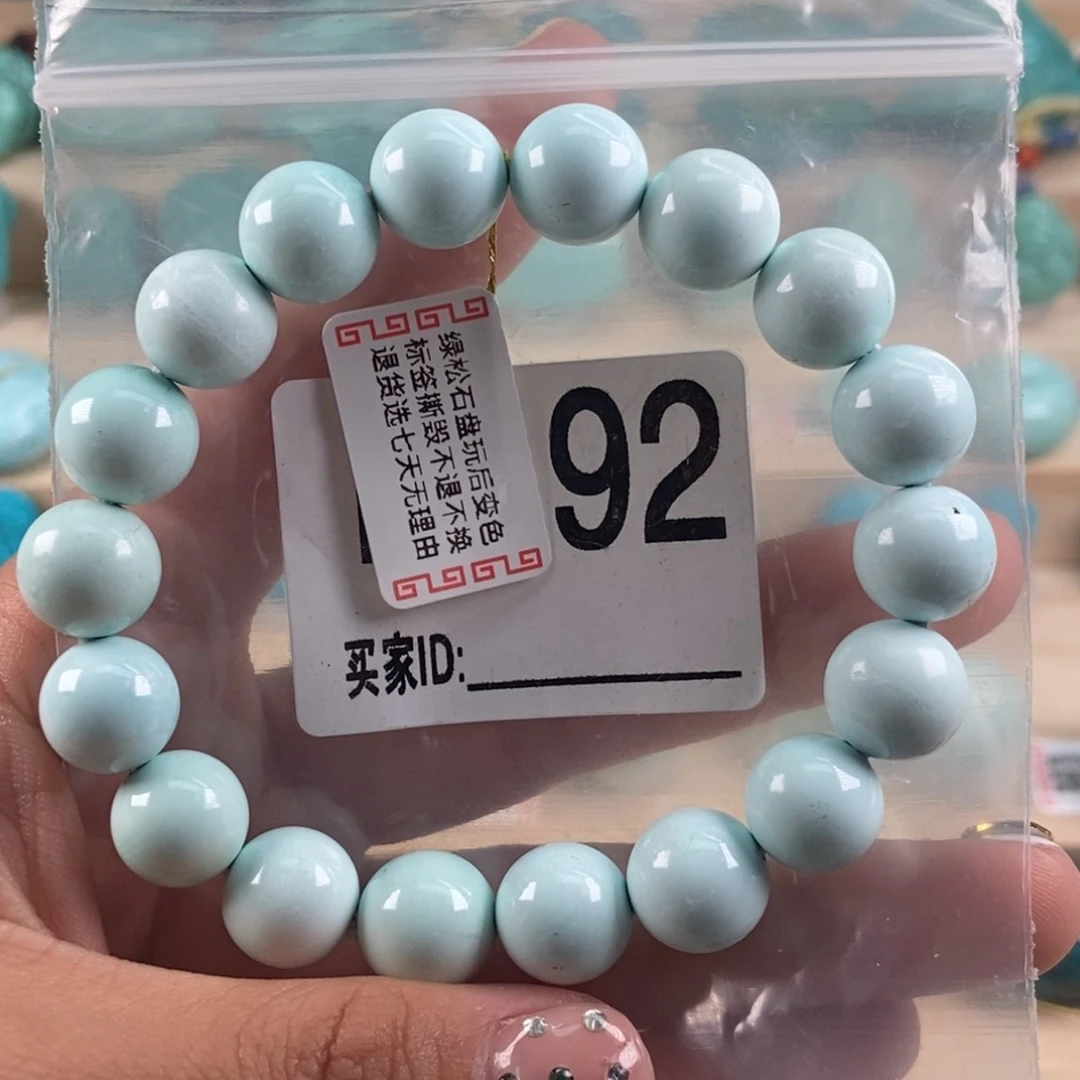 绿松石盘玩后变色
标签撕毁不退不换
退货选七天无理由
92
买家ID: